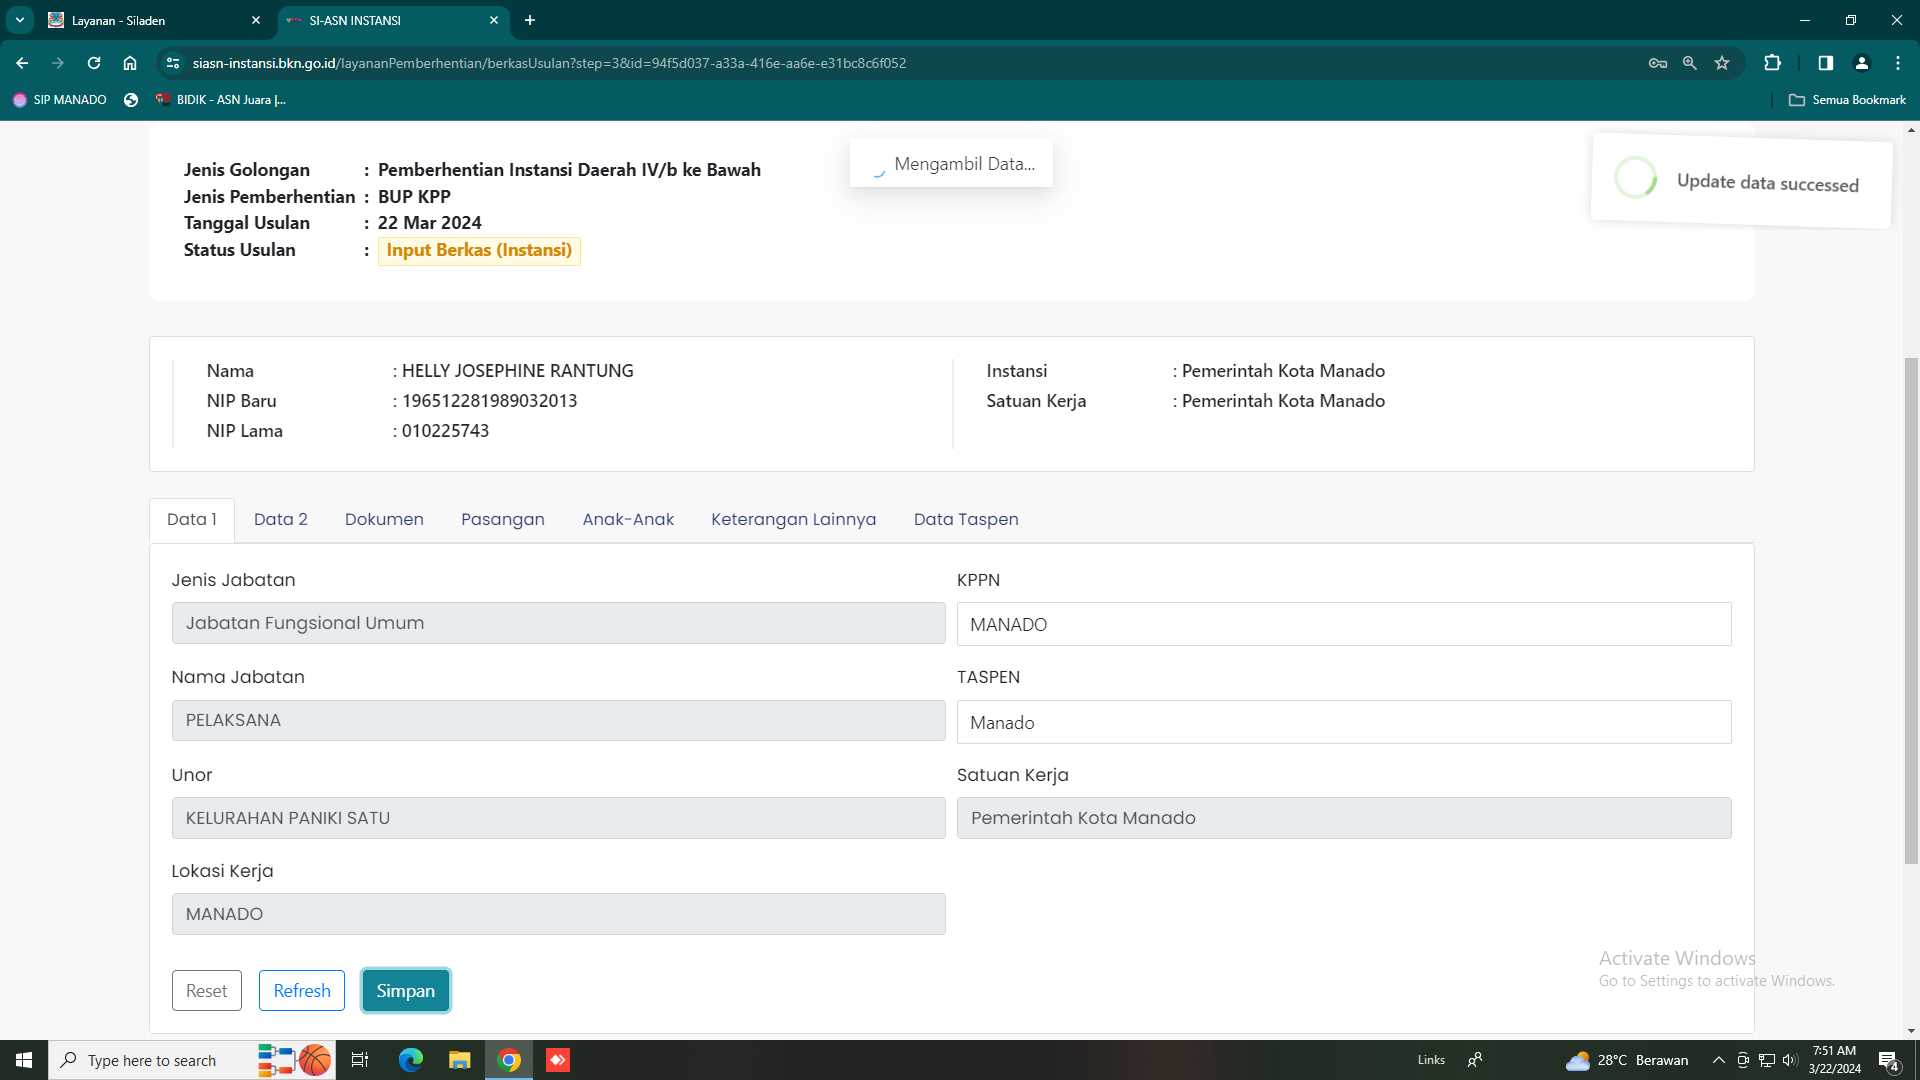 Layanan - Siladen
SI-ASN INSTANSI
siasn-instansi.bkn.go.id/layananPemberhentian/berkasUsulan?step=3&id=94f5d037-a33a-416e-aa6e-e31bc8c6f052
SIP MANADO
BIDIK - ASN Juara |...
Semua Bookmark
Mengambil Data...
Update data successed
Jenis Golongan : Pemberhentian Instansi Daerah IV/b ke Bawah
Jenis Pemberhentian : BUP KPP
Tanggal Usulan : 22 Mar 2024
Status Usulan : Input Berkas (Instansi)
Nama : HELLY JOSEPHINE RANTUNG
NIP Baru : 196512281989032013
NIP Lama : 010225743
Instansi : Pemerintah Kota Manado
Satuan Kerja : Pemerintah Kota Manado
Data 1 Data 2 Dokumen Pasangan Anak-Anak Keterangan Lainnya Data Taspen
Jenis Jabatan
Jabatan Fungsional Umum
KPPN
MANADO
Nama Jabatan
PELAKSANA
TASPEN
Manado
Unor
KELURAHAN PANIKI SATU
Satuan Kerja
Pemerintah Kota Manado
Lokasi Kerja
MANADO
Reset Refresh Simpan
Activate Windows
Go to Settings to activate Windows.
Type here to search
Links
28°C Berawan
7:51 AM
3/22/2024
4